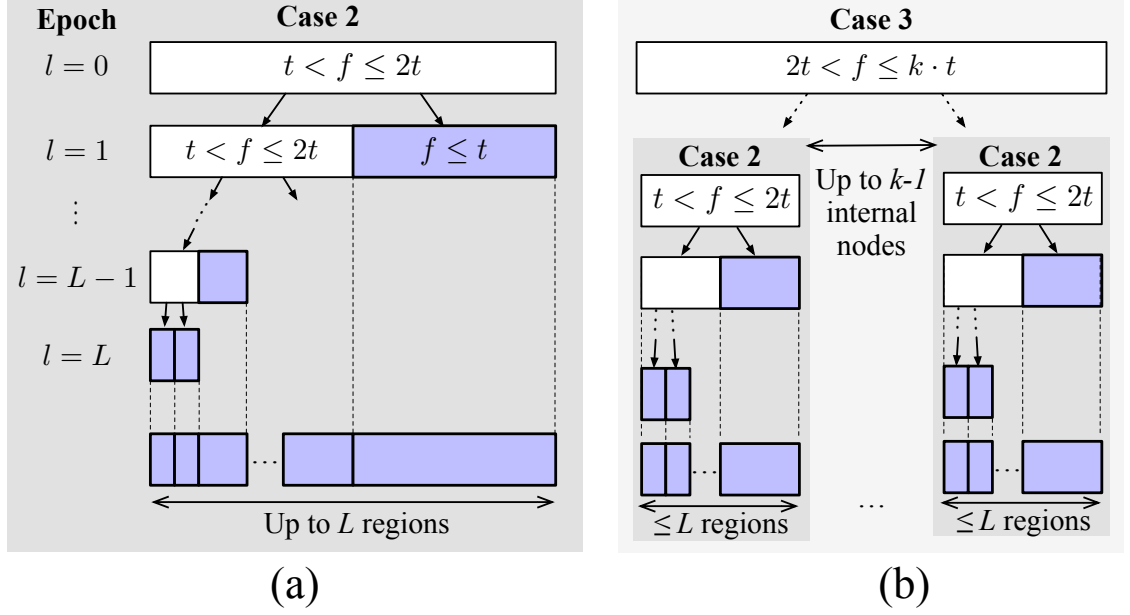 Epoch
Case 2
l = 0
t < f ≤ 2t
l = 1
t < f ≤ 2t
f ≤ t
⋮
l = L − 1
l = L
...
Up to L regions
(a)
Case 3
2t < f ≤ k · t
Case 2
Case 2
Up to k-1
internal
nodes
t < f ≤ 2t
t < f ≤ 2t
...
...
≤ L regions
...
≤ L regions
(b)